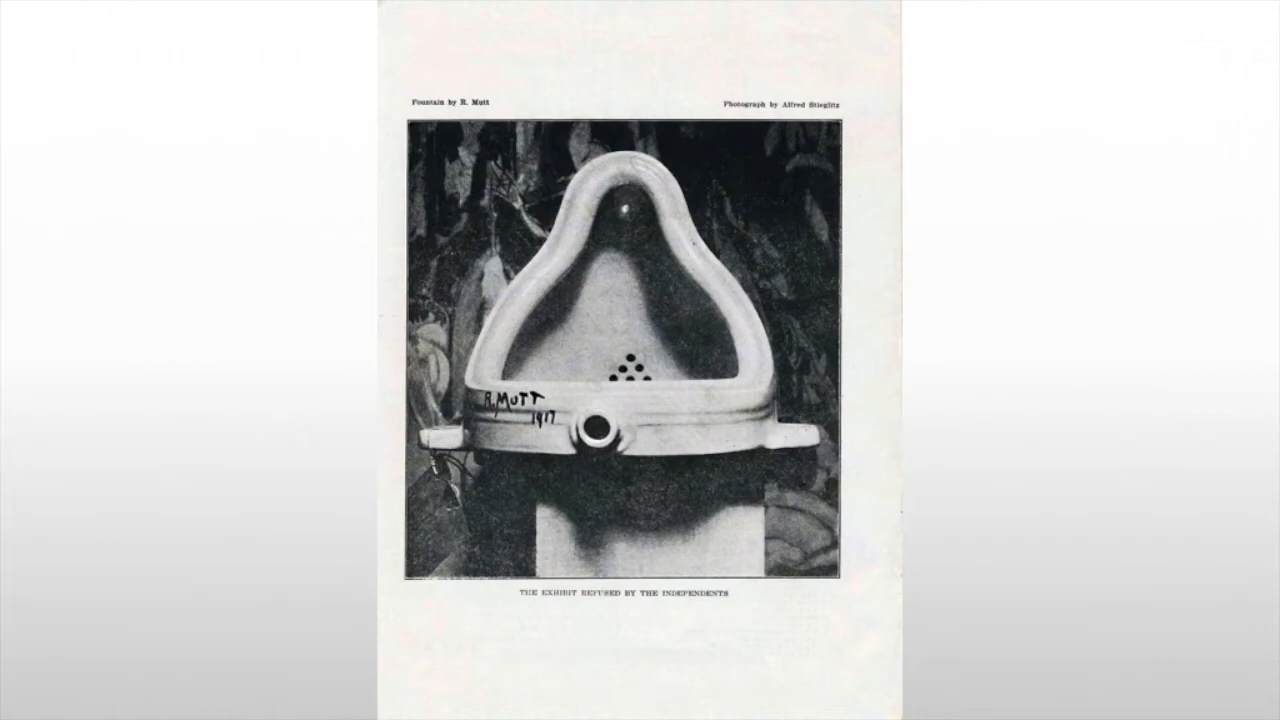 Fountain by R. Mutt
Photograph by Alfred Stieglitz
R. MUTT
1917
THE EXHIBIT REFUSED BY THE INDEPENDENTS